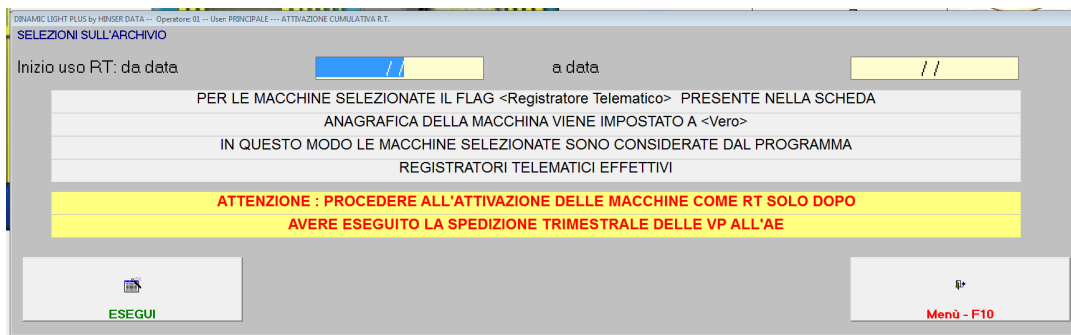 DINAMIC LIGHT PLUS by HINSER DATA -- Operatore: 01 -- User: PRINCIPALE --- ATTIVAZIONE CUMULATIVA R.T.
SELEZIONI SULL'ARCHIVIO
Inizio uso RT: da data / / a data / /
PER LE MACCHINE SELEZIONATE IL FLAG <Registratore Telematico> PRESENTE NELLA SCHEDA
ANAGRAFICA DELLA MACCHINA VIENE IMPOSTATO A <Vero>
IN QUESTO MODO LE MACCHINE SELEZIONATE SONO CONSIDERATE DAL PROGRAMMA
REGISTRATORI TELEMATICI EFFETTIVI
ATTENZIONE : PROCEDERE ALL'ATTIVAZIONE DELLE MACCHINE COME RT SOLO DOPO
AVERE ESEGUITO LA SPEDIZIONE TRIMESTRALE DELLE VP ALL'AE
ESEGUI Menù - F10